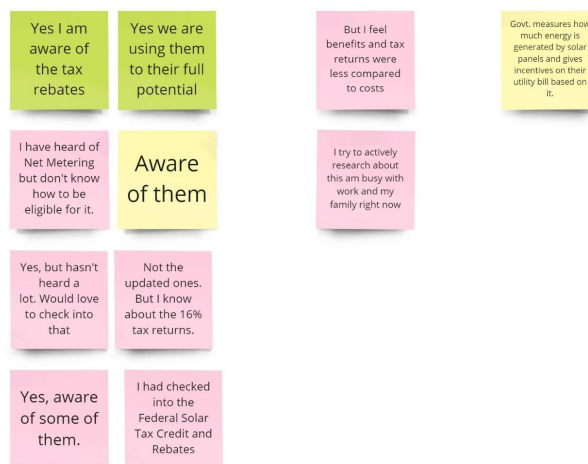 Yes I am
aware of
the tax
rebates
Yes we are
using them
to their full
potential
But I feel
benefits and tax
returns were
less compared
to costs
Govt. measures how
much energy is
generated by solar
panels and gives
incentives on their
utility bill based on
it.
I have heard of
Net Metering
but don't know
how to be
eligible for it.
Aware
of them
I try to actively
research about
this am busy with
work and my
family right now
Yes, but hasn't
heard a
lot. Would love
to check into
that
Not the
updated ones.
But I know
about the 16%
tax returns.
Yes, aware
of some of
them.
I had checked
into the
Federal Solar
Tax Credit and
Rebates